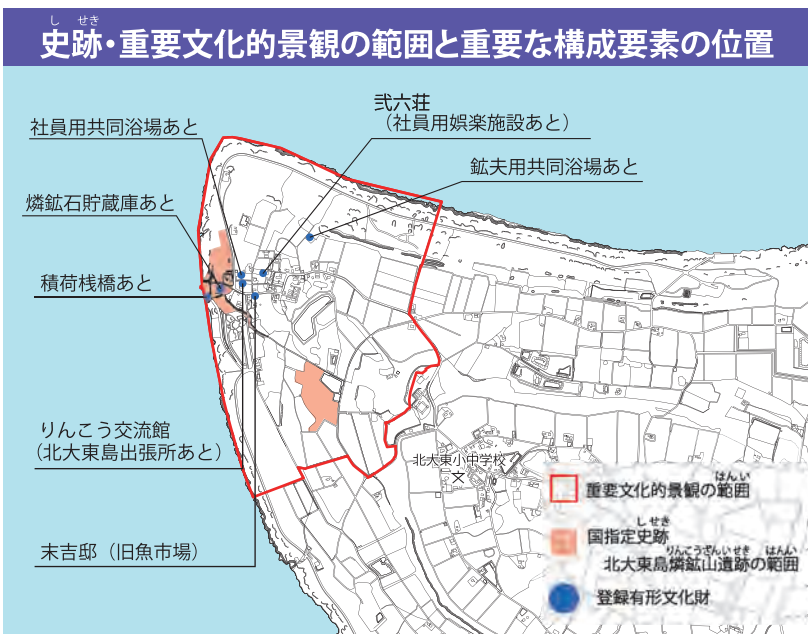 し せき
史跡・重要文化的景観の範囲と重要な構成要素の位置
弐六荘
（社員用娯楽施設あと）
社員用共同浴場あと
鉱夫用共同浴場あと
燐鉱石貯蔵庫あと
積荷桟橋あと
りんこう交流館
（北大東島出張所あと）
北大東小中学校
末吉邸（旧魚市場）
はんい
重要文化的景観の範囲
しせき
国指定史跡
りんこうざんいせき はんい
北大東島燐鉱山遺跡の範囲
登録有形文化財